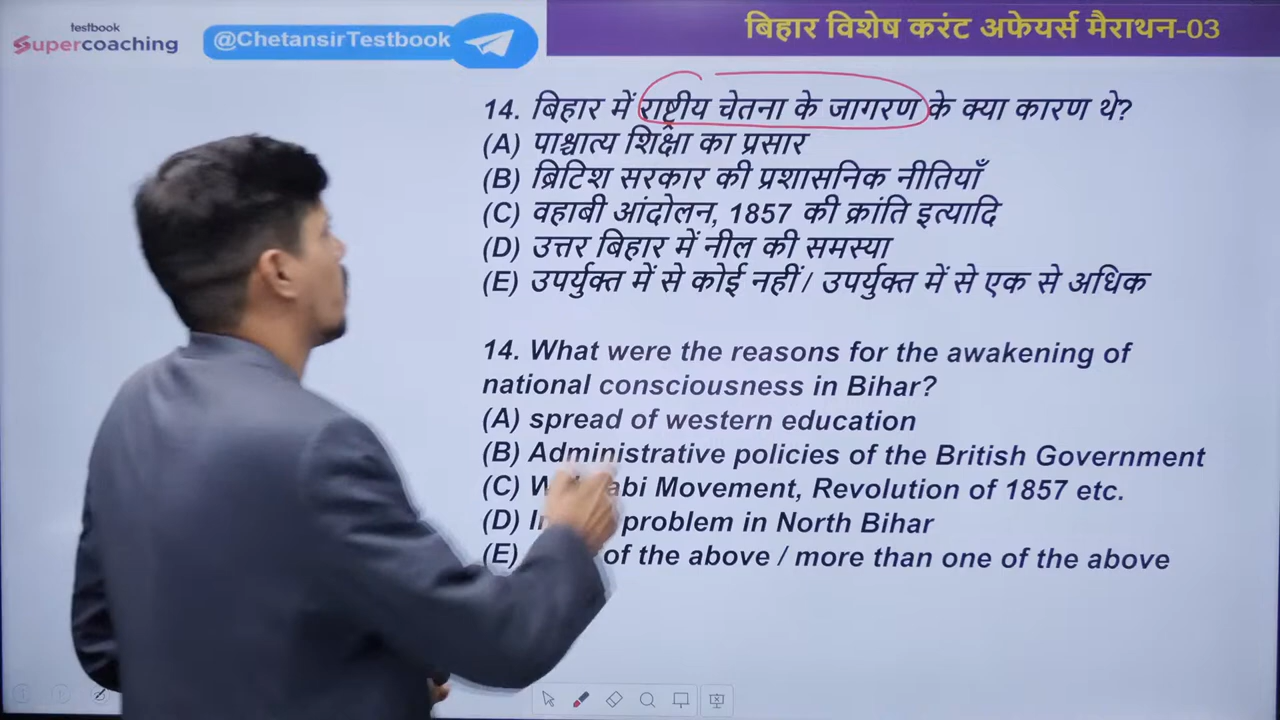 testbook
Supercoaching
@ChetansirTestbook
बिहार विशेष करंट अफेयर्स मैराथन-03
14. बिहार में राष्ट्रीय चेतना के जागरण के क्या कारण थे?
(A) पाश्चात्य शिक्षा का प्रसार
(B) ब्रिटिश सरकार की प्रशासनिक नीतियाँ
(C) वहाबी आंदोलन, 1857 की क्रांति इत्यादि
(D) उत्तर बिहार में नील की समस्या
(E) उपर्युक्त में से कोई नहीं / उपर्युक्त में से एक से अधिक
14. What were the reasons for the awakening of
national consciousness in Bihar?
(A) spread of western education
(B) Administrative policies of the British Government
(C) Movement, Revolution of 1857 etc.
(D) problem in North Bihar
(E) of the above / more than one of the above